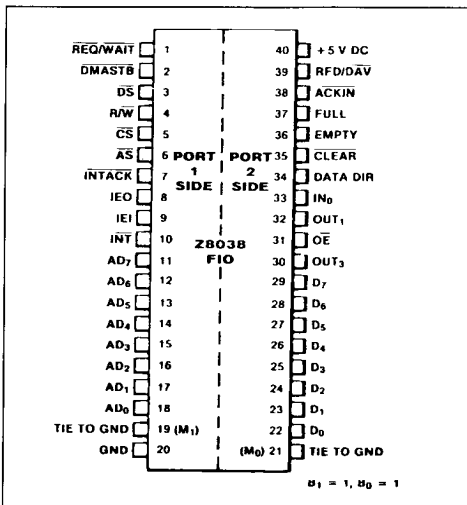 REQ/WAIT 1 40 +5 V DC
DMASTB 2 39 RFD/DAV
DS 3 38 ACKIN
R/W 4 37 FULL
CS 5 36 EMPTY
AS 6 PORT PORT 35 CLEAR
INTACK 7 1 2 34 DATA DIR
SIDE SIDE
IEO 8 33 IN0
IEI 9 32 OUT1
INT 10 Z8038 31 OE
AD7 11 FIO 30 OUT3
AD6 12 29 D7
AD5 13 28 D6
AD4 14 27 D5
AD3 15 26 D4
AD2 16 25 D3
AD1 17 24 D2
AD0 18 23 D1
TIE TO GND 19 (M1) 22 D0
GND 20 (M0) 21 TIE TO GND
B1 = 1, B0 = 1